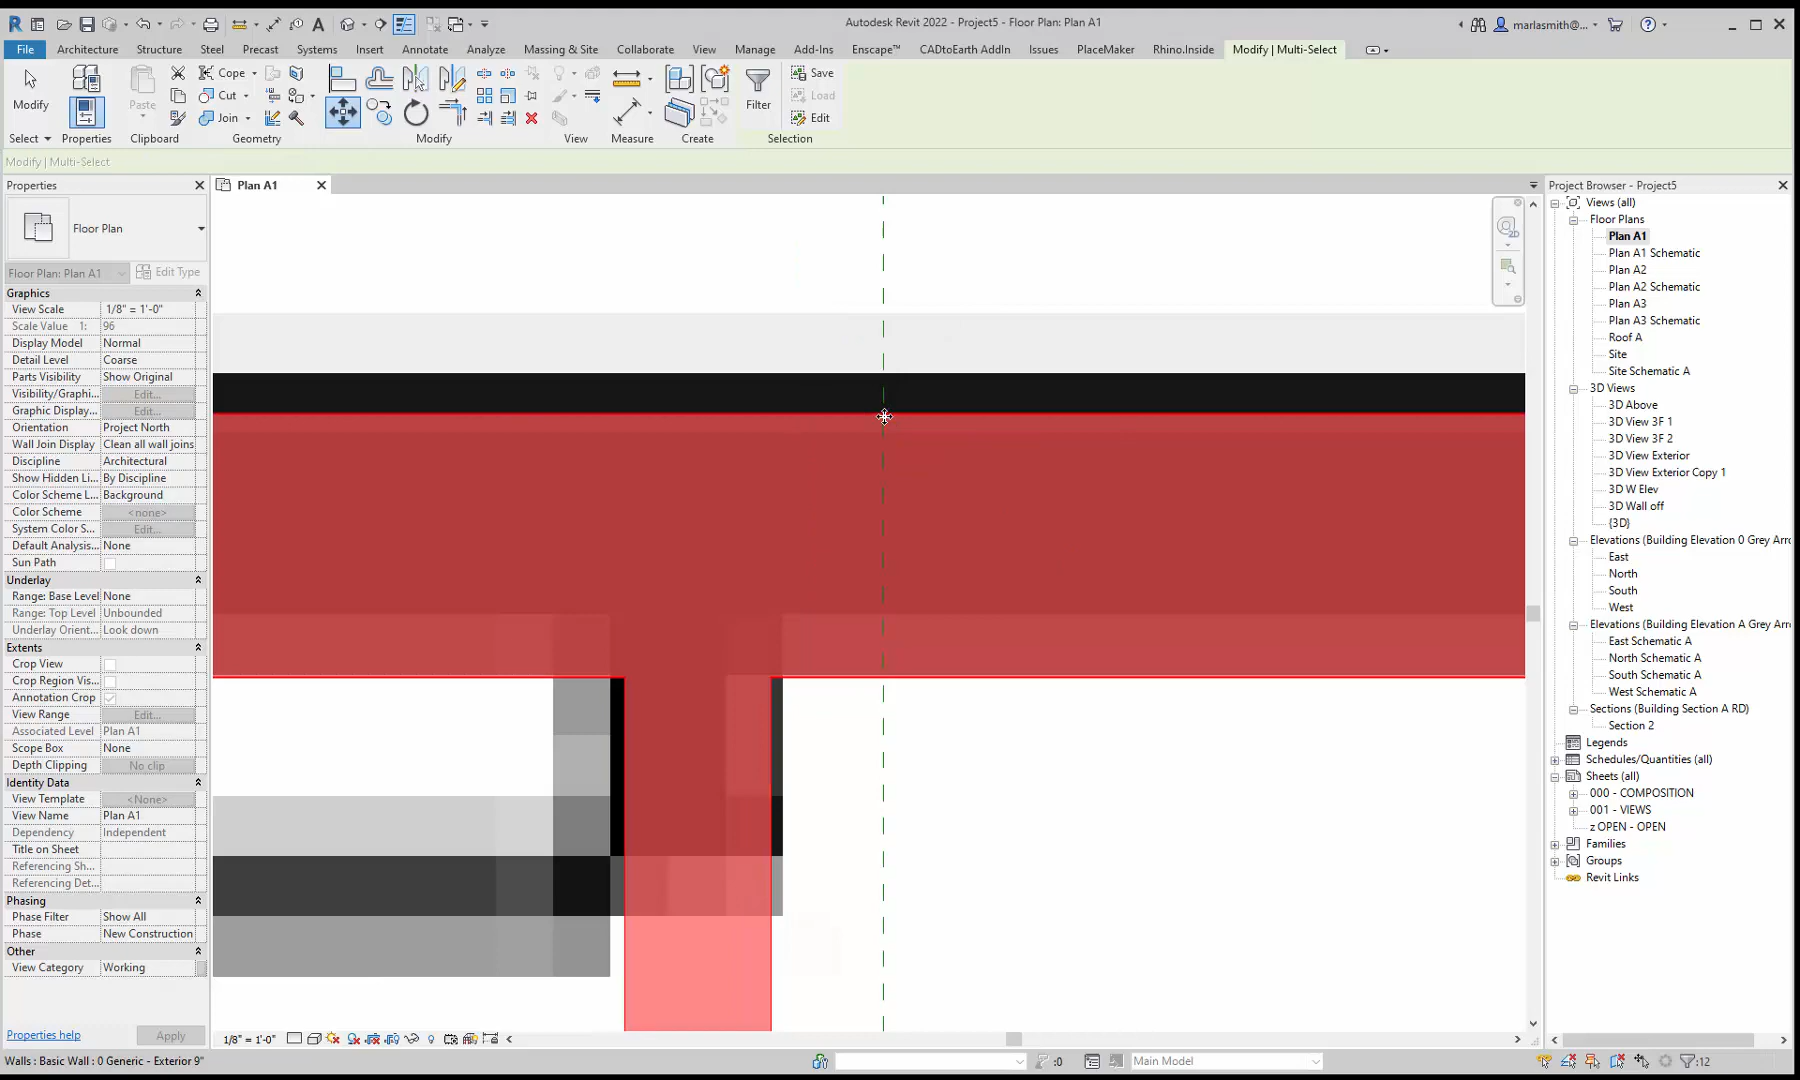 Autodesk Revit 2022 - Project5 - Floor Plan: Plan A1
marlasmith@...
File Architecture Structure Steel Precast Systems Insert Annotate Analyze Massing & Site Collaborate View Manage Add-Ins Enscape™ CADtoEarth AddIn Issues PlaceMaker Rhino.Inside Modify | Multi-Select
Modify Paste Cope Cut Join Filter Save Load Edit
Select Properties Clipboard Geometry Modify View Measure Create Selection
Modify | Multi-Select
Properties
Floor Plan
Floor Plan: Plan A1 Edit Type
Graphics
View Scale 1/8" = 1'-0"
Scale Value 1: 96
Display Model Normal
Detail Level Coarse
Parts Visibility Show Original
Visibility/Graphi... Edit...
Graphic Display... Edit...
Orientation Project North
Wall Join Display Clean all wall joins
Discipline Architectural
Show Hidden Li... By Discipline
Color Scheme L... Background
Color Scheme <none>
System Color S... Edit...
Default Analysis... None
Sun Path
Underlay
Range: Base Level None
Range: Top Level Unbounded
Underlay Orient... Look down
Extents
Crop View
Crop Region Vis...
Annotation Crop
View Range Edit...
Associated Level Plan A1
Scope Box None
Depth Clipping No clip
Identity Data
View Template <None>
View Name Plan A1
Dependency Independent
Title on Sheet
Referencing Sh...
Referencing Det...
Phasing
Phase Filter Show All
Phase New Construction
Other
View Category Working
Properties help Apply
Plan A1
2D
1/8" = 1'-0"
Project Browser - Project5
Views (all)
Floor Plans
Plan A1
Plan A1 Schematic
Plan A2
Plan A2 Schematic
Plan A3
Plan A3 Schematic
Roof A
Site
Site Schematic A
3D Views
3D Above
3D View 3F 1
3D View 3F 2
3D View Exterior
3D View Exterior Copy 1
3D W Elev
3D Wall off
{3D}
Elevations (Building Elevation 0 Grey Arro
East
North
South
West
Elevations (Building Elevation A Grey Arro
East Schematic A
North Schematic A
South Schematic A
West Schematic A
Sections (Building Section A RD)
Section 2
Legends
Schedules/Quantities (all)
Sheets (all)
000 - COMPOSITION
001 - VIEWS
z OPEN - OPEN
Families
Groups
Revit Links
Walls : Basic Wall : 0 Generic - Exterior 9"
:0
Main Model
:12